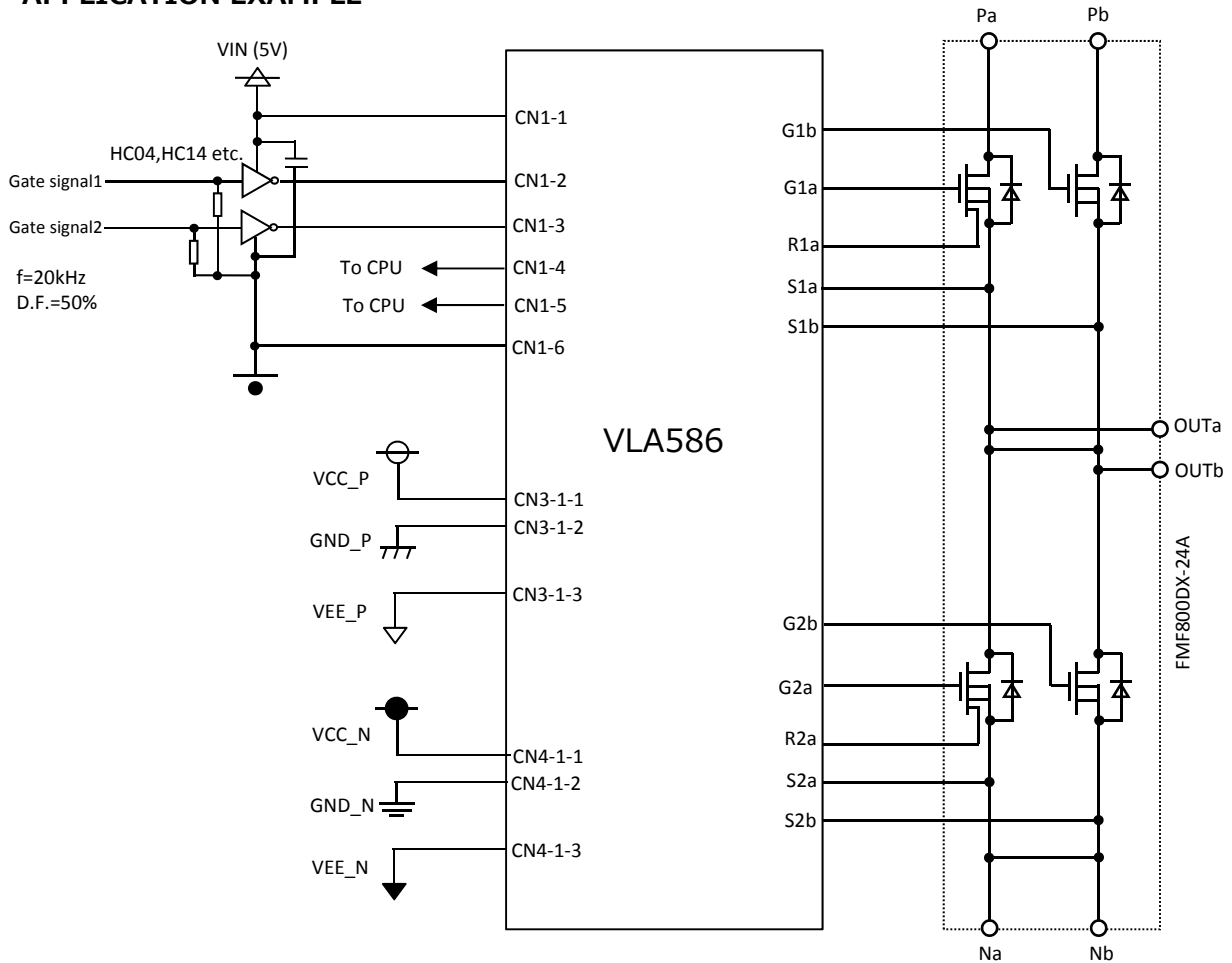 APPLICATION EXAMPLE
Pa
Pb
VIN (5V)
CN1-1
G1b
HC04,HC14 etc.
Gate signal1
CN1-2
G1a
Gate signal2
CN1-3
R1a
f=20kHz
D.F.=50%
To CPU
CN1-4
S1a
To CPU
CN1-5
S1b
CN1-6
VLA586
OUTa
OUTb
VCC_P
CN3-1-1
GND_P
CN3-1-2
VEE_P
CN3-1-3
G2b
FMF800DX-24A
G2a
VCC_N
R2a
CN4-1-1
S2a
GND_N
CN4-1-2
S2b
VEE_N
CN4-1-3
Na
Nb